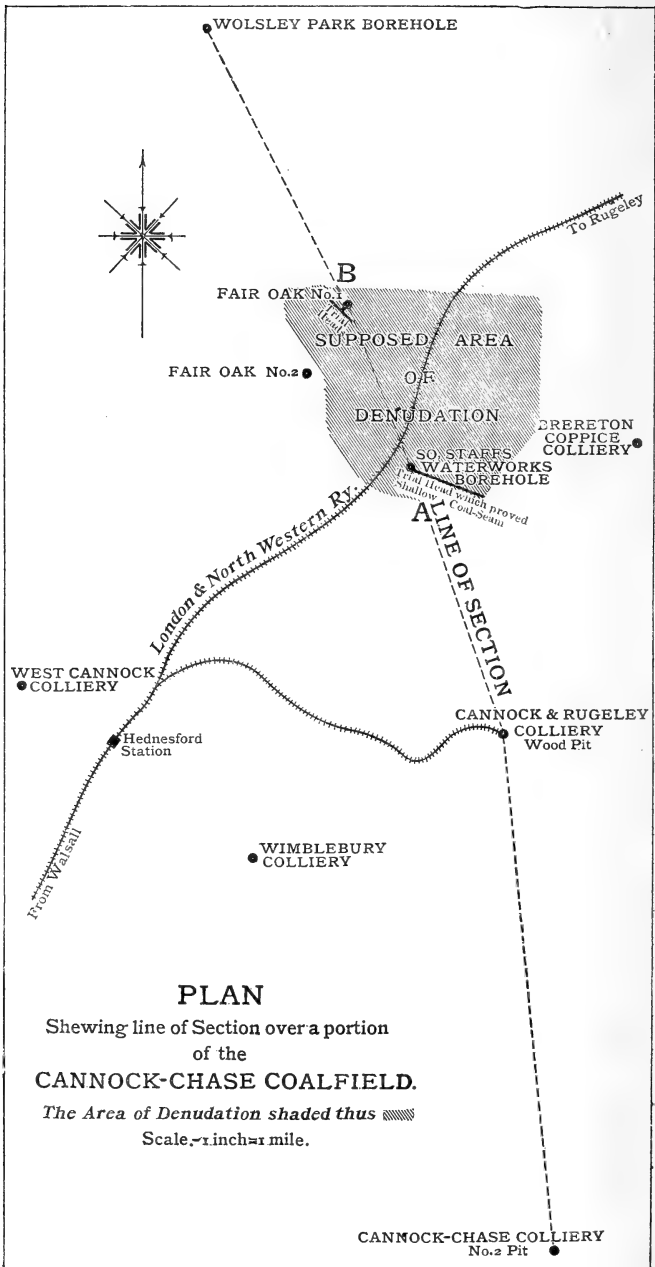 WOLSLEY PARK BOREHOLE
To Rugeley
B
FAIR OAK No.1
Trial
Head
SUPPOSED AREA
OF
DENUDATION
FAIR OAK No.2
BRERETON
COPPICE
COLLIERY
SO. STAFFS
WATERWORKS
BOREHOLE
Trial Head which proved
Shallow Coal-Seam
A
LINE OF SECTION
London & North Western Ry.
WEST CANNOCK
COLLIERY
Hednesford
Station
CANNOCK & RUGELEY
COLLIERY
Wood Pit
From Walsall
WIMBLEBURY
COLLIERY
PLAN
Shewing line of Section over a portion
of the
CANNOCK-CHASE COALFIELD.
The Area of Denudation shaded thus
Scale.-1 inch=1 mile.
CANNOCK-CHASE COLLIERY
No.2 Pit